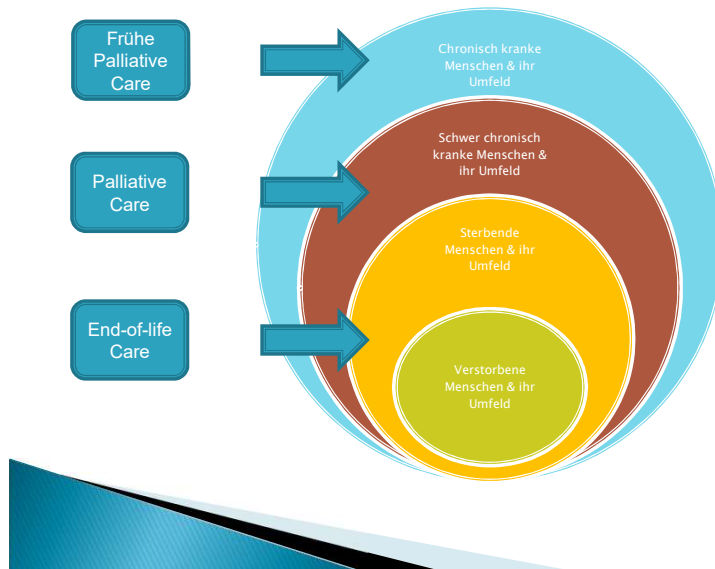 Frühe
Palliative
Care
Chronisch kranke
Menschen & ihr
Umfeld
Palliative
Care
Schwer chronisch
kranke Menschen &
ihr Umfeld
Sterbende
Menschen & ihr
Umfeld
End-of-life
Care
Verstorbene
Menschen & ihr
Umfeld